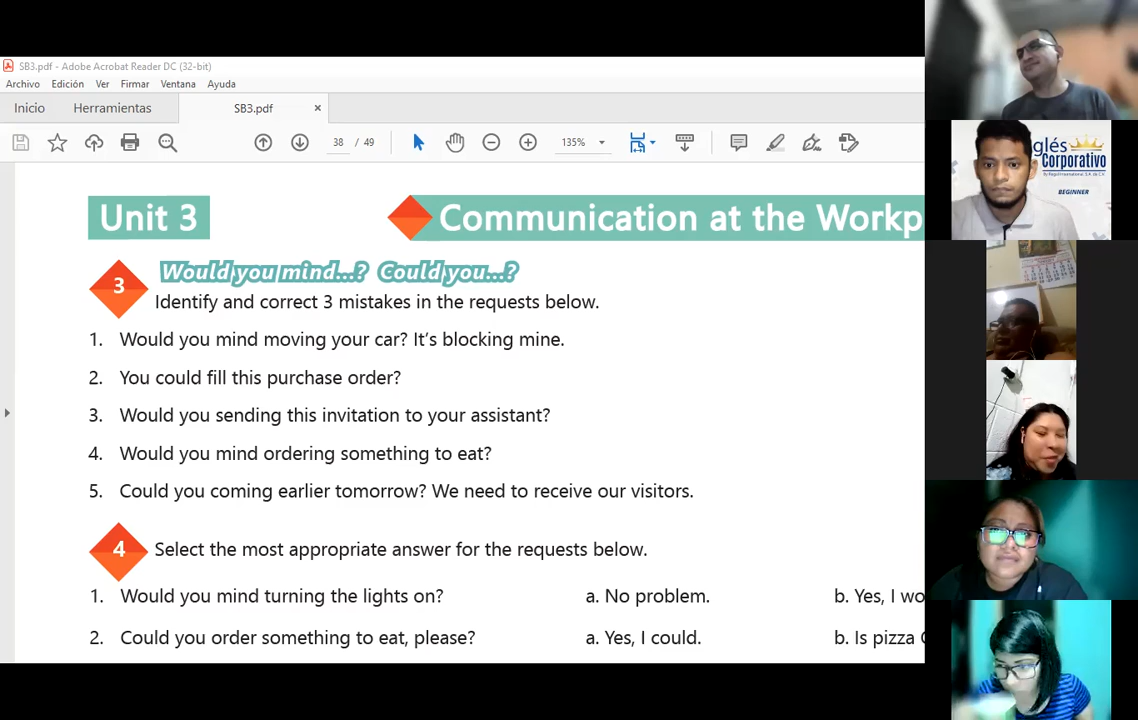 SB3.pdf - Adobe Acrobat Reader DC (32-bit)
Archivo Edición Ver Firmar Ventana Ayuda
Inicio Herramientas SB3.pdf ×
38 / 49 135%
Unit 3 Communication at the Workp
3 Would you mind...? Could you...?
Identify and correct 3 mistakes in the requests below.
1. Would you mind moving your car? It's blocking mine.
2. You could fill this purchase order?
3. Would you sending this invitation to your assistant?
4. Would you mind ordering something to eat?
5. Could you coming earlier tomorrow? We need to receive our visitors.
4 Select the most appropriate answer for the requests below.
1. Would you mind turning the lights on? a. No problem. b. Yes, I wo
2. Could you order something to eat, please? a. Yes, I could. b. Is pizza
glés
Corporativo
BEGINNER